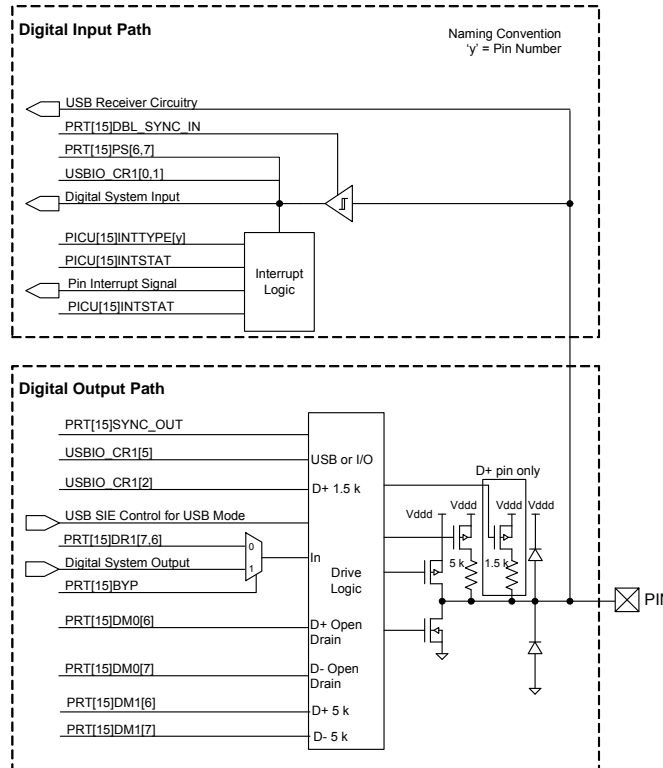 Digital Input Path
Naming Convention
‘y’ = Pin Number
USB Receiver Circuitry
PRT[15]DBL_SYNC_IN
PRT[15]PS[6,7]
USBIO_CR1[0,1]
Digital System Input
PICU[15]INTTYPE[y]
PICU[15]INTSTAT
Pin Interrupt Signal
PICU[15]INTSTAT
Interrupt
Logic
Digital Output Path
PRT[15]SYNC_OUT
USBIO_CR1[5]
USB or I/O
USBIO_CR1[2]
D+ 1.5 k
D+ pin only
USB SIE Control for USB Mode
Vddd
Vddd
Vddd
Vddd
PRT[15]DR1[7,6]
0
Digital System Output
1
In
5 k
1.5 k
PRT[15]BYP
Drive
Logic
PIN
PRT[15]DM0[6]
D+ Open
Drain
PRT[15]DM0[7]
D- Open
Drain
PRT[15]DM1[6]
D+ 5 k
PRT[15]DM1[7]
D- 5 k